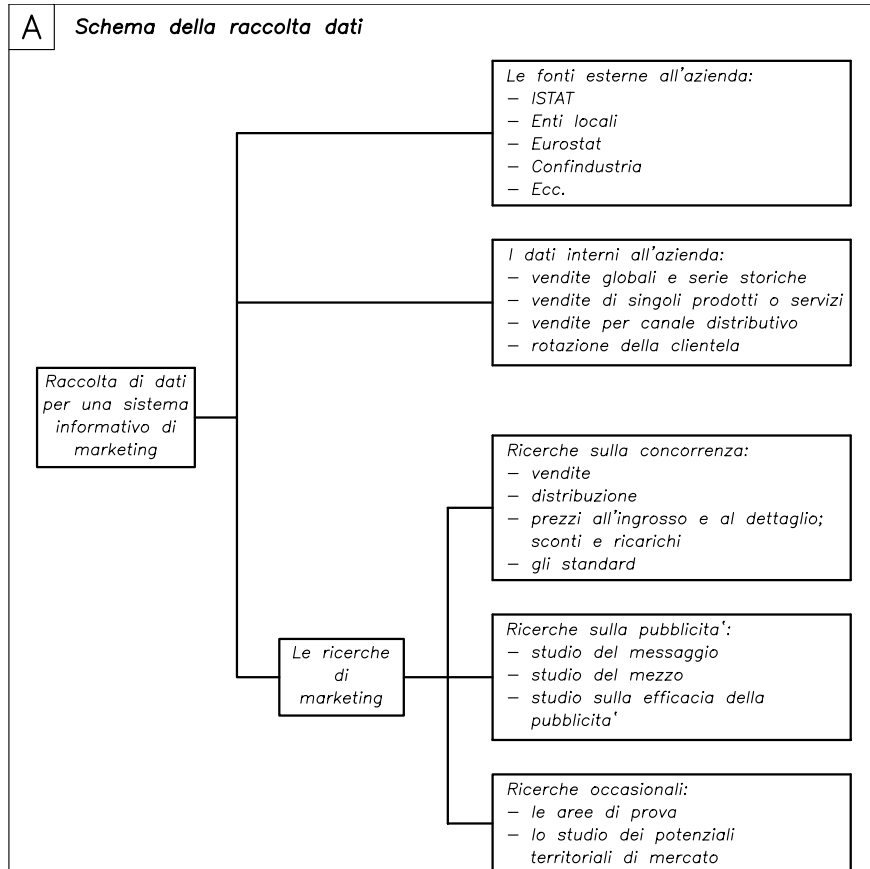 A
Schema della raccolta dati
Le fonti esterne all'azienda:
– ISTAT
– Enti locali
– Eurostat
– Confindustria
– Ecc.
I dati interni all'azienda:
– vendite globali e serie storiche
– vendite di singoli prodotti o servizi
– vendite per canale distributivo
– rotazione della clientela
Raccolta di dati
per una sistema
informativo di
marketing
Ricerche sulla concorrenza:
– vendite
– distribuzione
– prezzi all'ingrosso e al dettaglio;
sconti e ricarichi
– gli standard
Le ricerche
di
marketing
Ricerche sulla pubblicita‘:
– studio del messaggio
– studio del mezzo
– studio sulla efficacia della
pubblicita‘
Ricerche occasionali:
– le aree di prova
– lo studio dei potenziali
territoriali di mercato